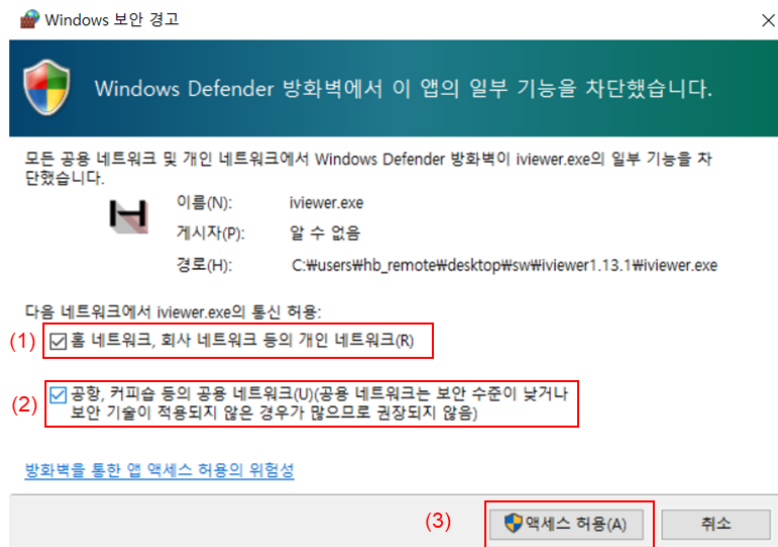 Windows 보안 경고
Windows Defender 방화벽에서 이 앱의 일부 기능을 차단했습니다.
모든 공용 네트워크 및 개인 네트워크에서 Windows Defender 방화벽이 iviewer.exe의 일부 기능을 차
단했습니다.
이름(N): iviewer.exe
게시자(P): 알 수 없음
경로(H): C:₩users₩hb_remote₩desktop₩sw₩iviewer1.13.1₩iviewer.exe
다음 네트워크에서 iviewer.exe의 통신 허용:
(1) 홈 네트워크, 회사 네트워크 등의 개인 네트워크(R)
(2) 공항, 커피숍 등의 공용 네트워크(U)(공용 네트워크는 보안 수준이 낮거나
보안 기술이 적용되지 않은 경우가 많으므로 권장되지 않음)
방화벽을 통한 앱 액세스 허용의 위험성
(3) 액세스 허용(A) 취소